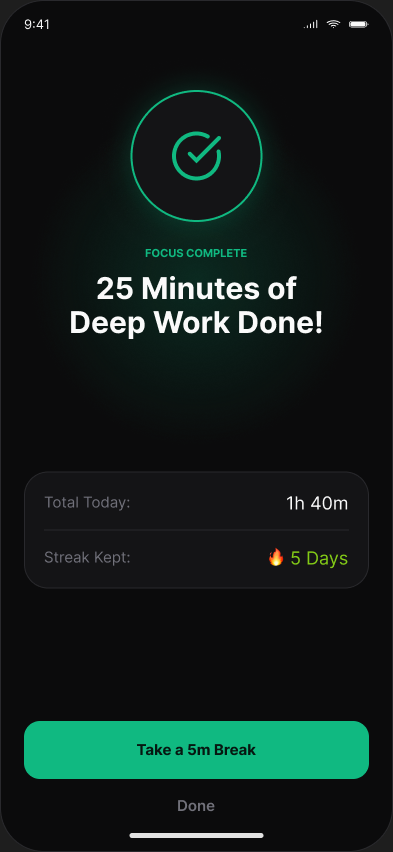 9:41
FOCUS COMPLETE
25 Minutes of
Deep Work Done!
Total Today: 1h 40m
Streak Kept: 🔥 5 Days
Take a 5m Break
Done